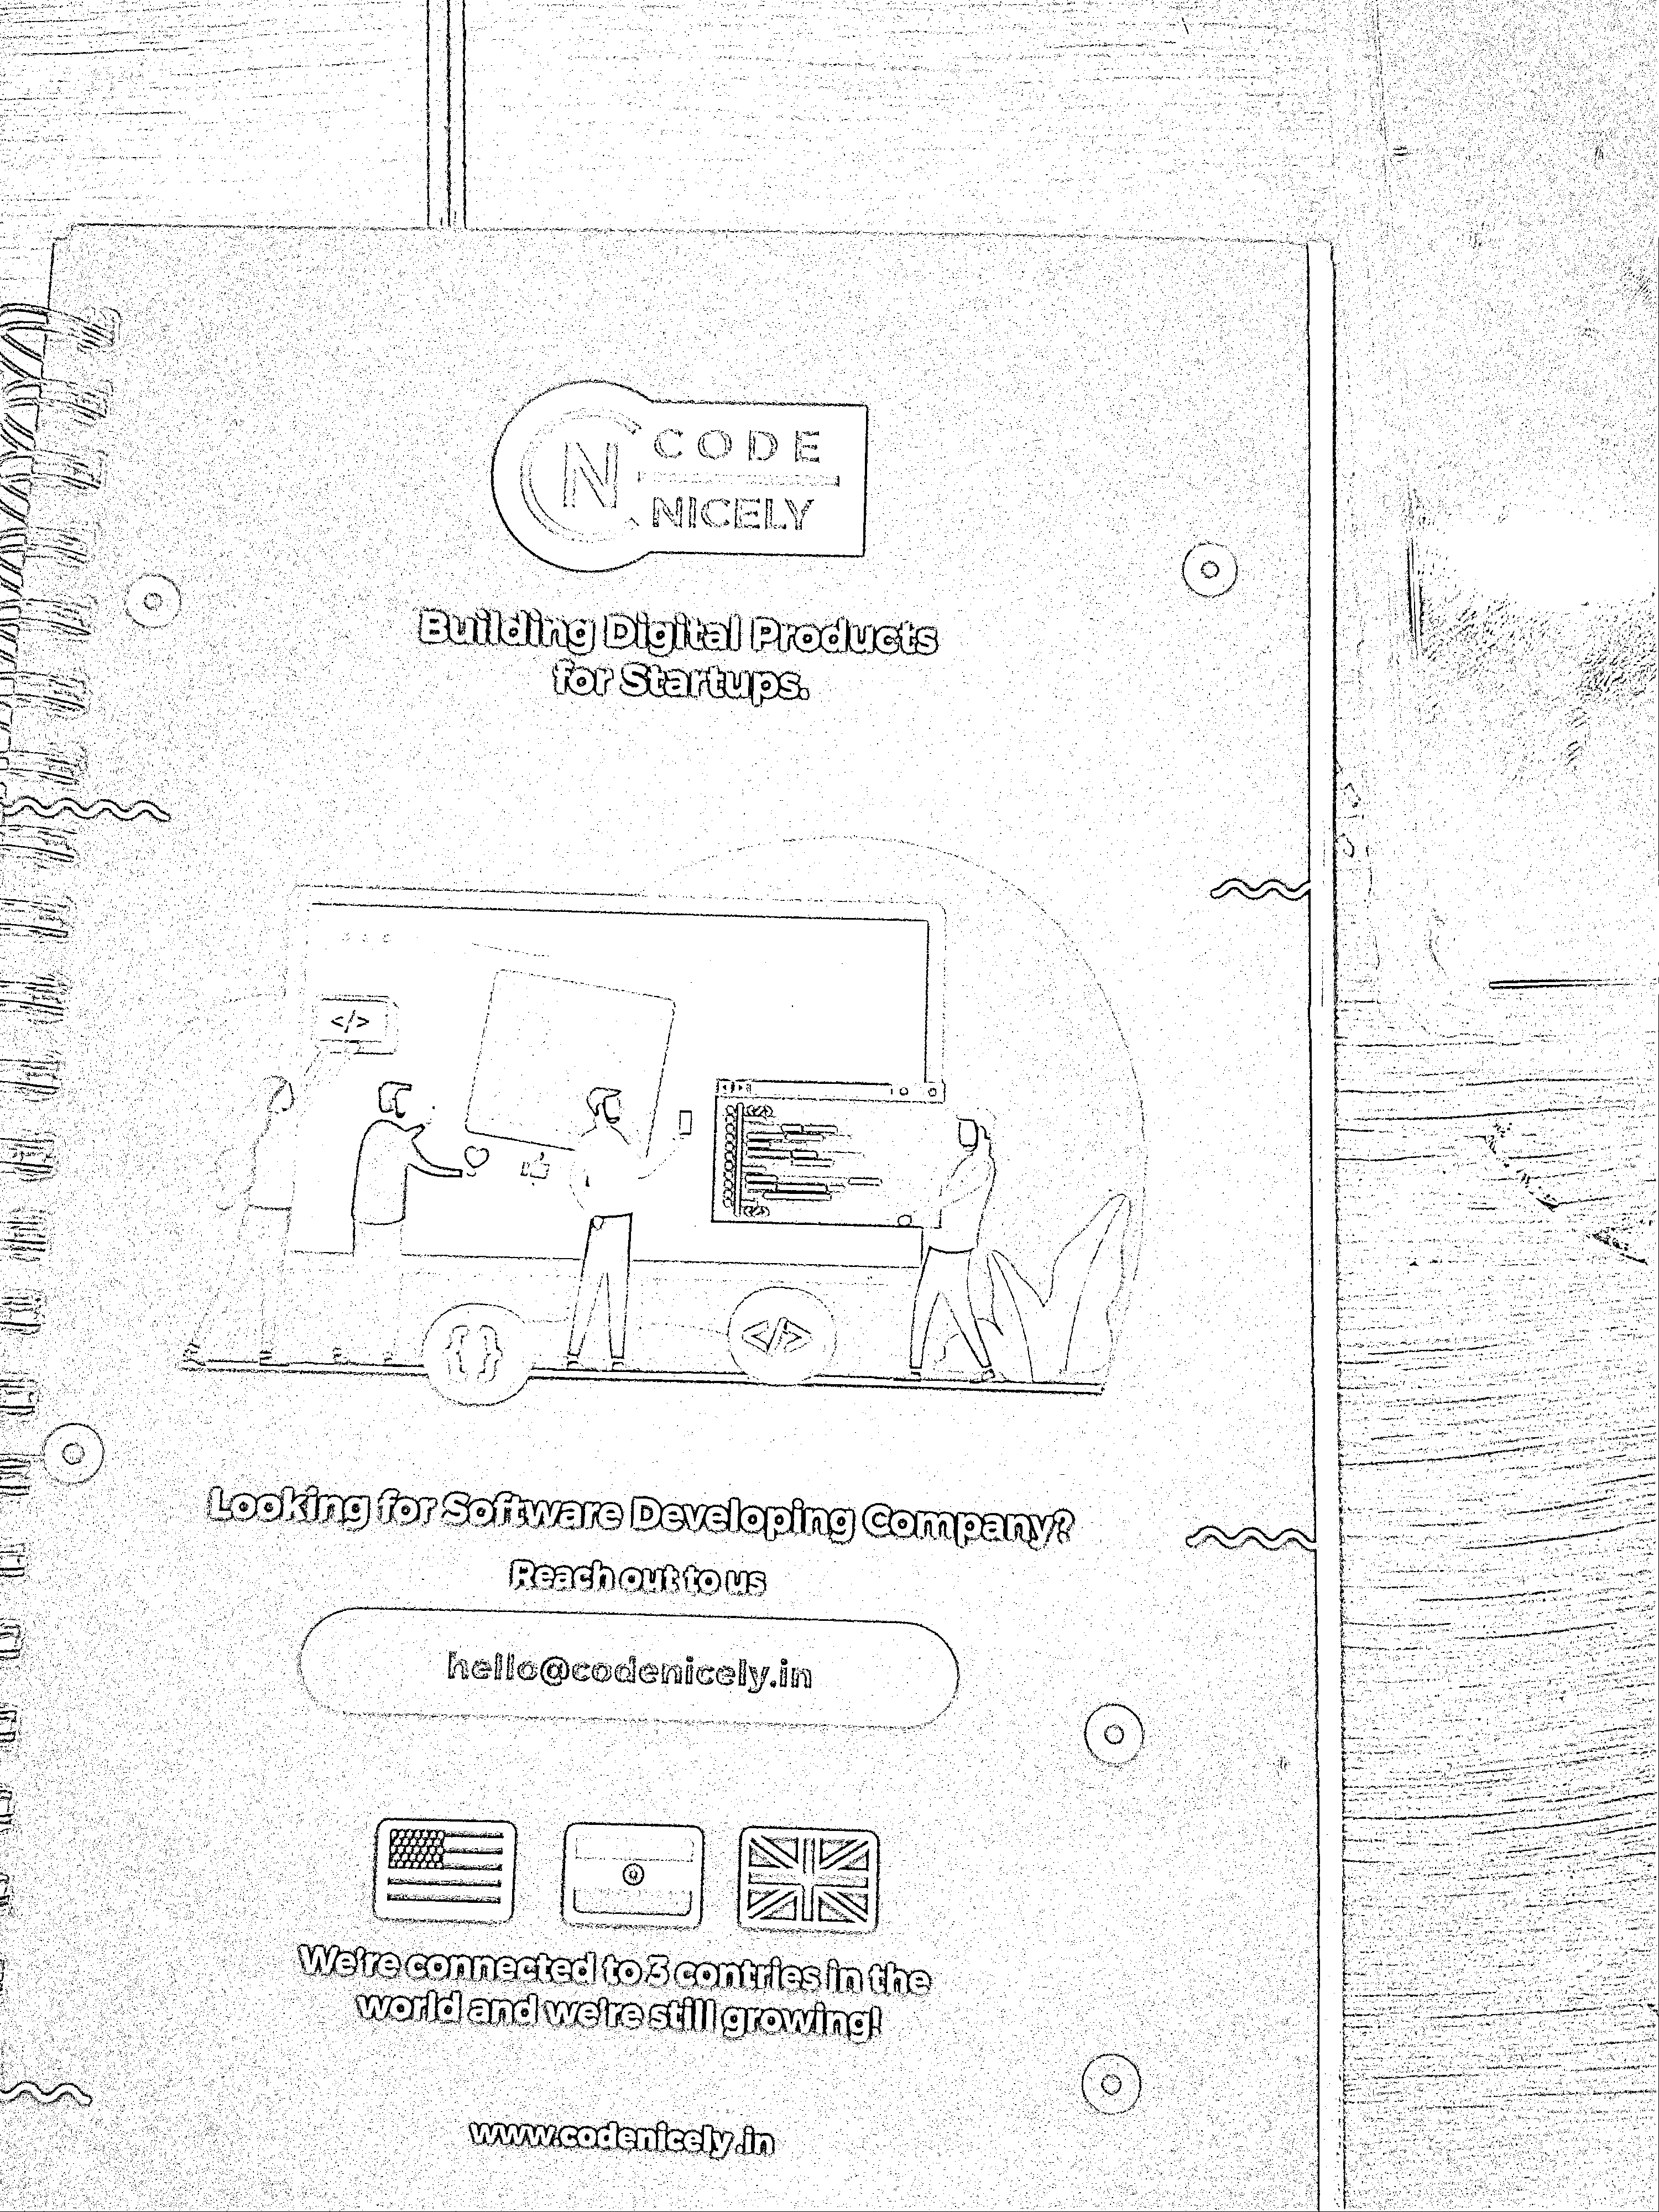 CN CODE
NICELY
Building Digital Products
for Startups.
</>
{ }
</>
Looking for Software Developing Company?
Reach out to us
hello@codenicely.in
We're connected to 3 contries in the
world and we're still growing!
www.codenicely.in